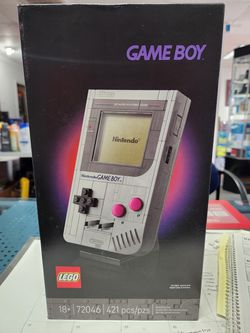 GAME BOY
Nintendo
Nintendo GAME BOY
LEGO
18+ 72046 421 pcs/pzs